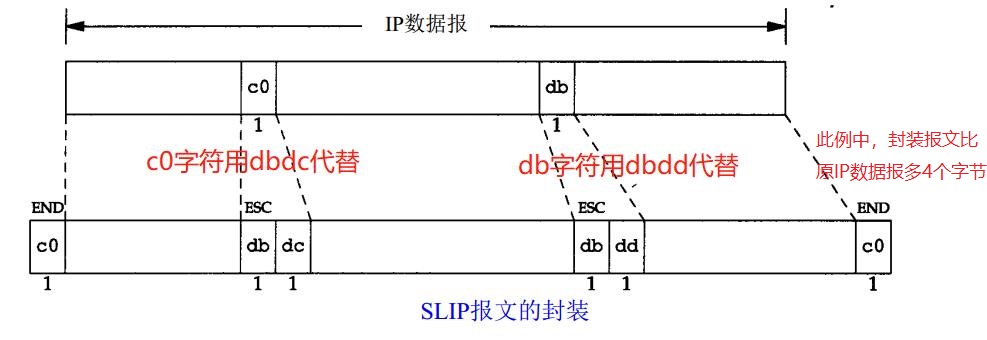 IP数据报
c0
db
1
1
c0字符用dbdc代替
db字符用dbdd代替
此例中，封装报文比
原IP数据报多4个字节
END
ESC
ESC
END
c0
db
dc
db
dd
c0
1
1
1
1
1
1
SLIP报文的封装